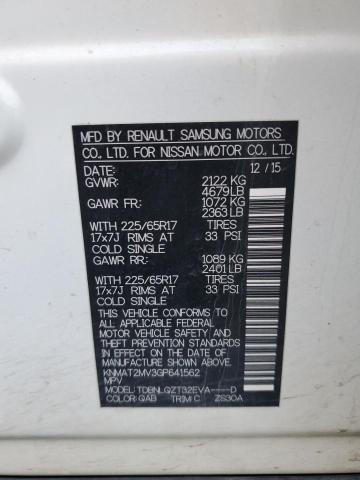 MFD BY RENAULT SAMSUNG MOTORS
CO., LTD. FOR NISSAN MOTOR CO., LTD.
DATE: 12/15
GVWR: 2122 KG
4679LB
GAWR FR: 1072 KG
2363LB
WITH 225/65R17 TIRES
17x7J RIMS AT 33 PSI
COLD SINGLE
GAWR RR: 1089 KG
2401LB
WITH 225/65R17 TIRES
17x7J RIMS AT 33 PSI
COLD SINGLE
THIS VEHICLE CONFORMS TO
ALL APPLICABLE FEDERAL
MOTOR VEHICLE SAFETY AND
THEFT PREVENTION STANDARDS
IN EFFECT ON THE DATE OF
MANUFACTURE SHOWN ABOVE.
KNMAT2MV3GP641562
MPV
MODEL: TDBNLQZT32EVA----D
COLOR: QAB TRIM: C ZS30A